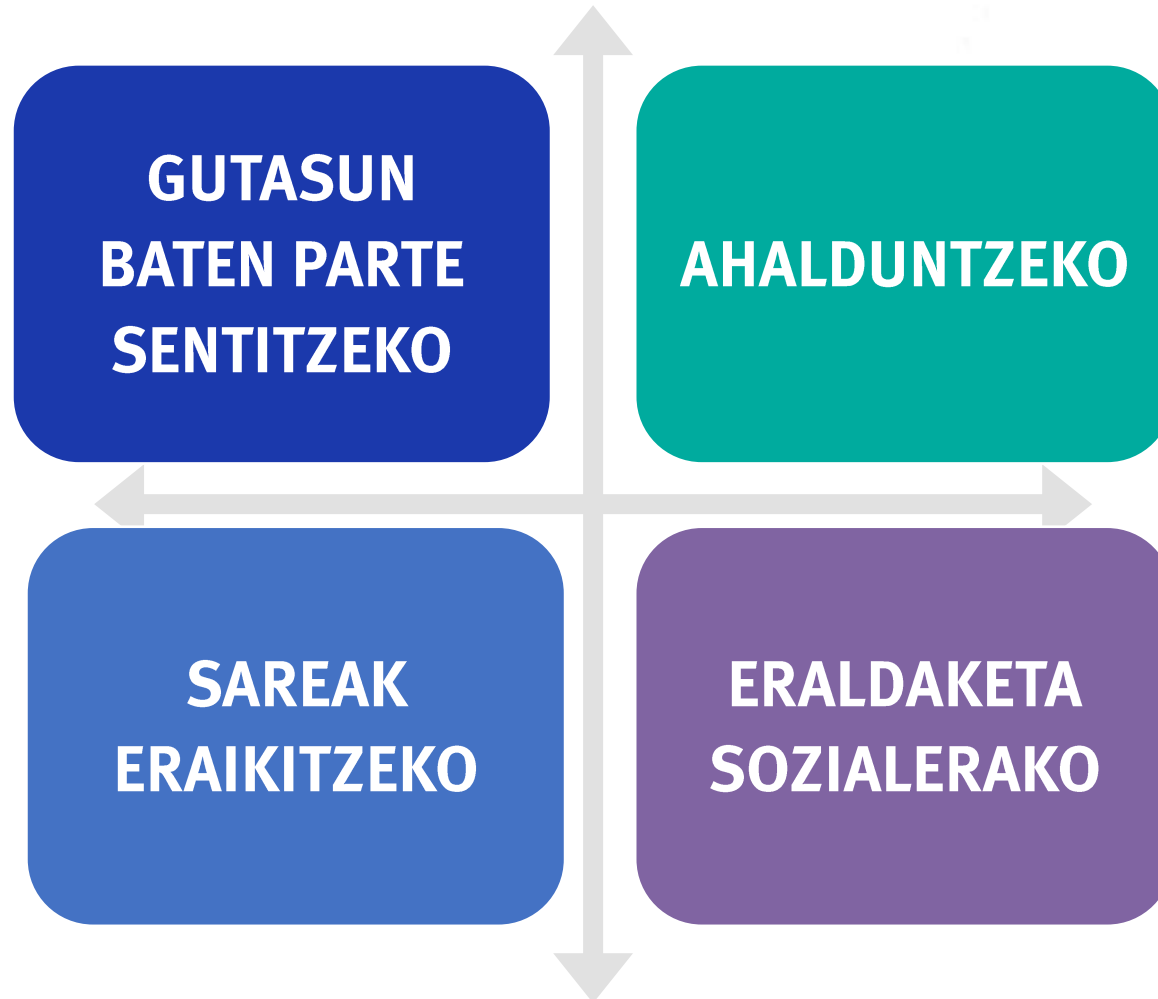 GUTASUN
BATEN PARTE
SENTITZEKO
AHALDUNTZEKO
SAREAK
ERAIKITZEKO
ERALDAKETA
SOZIALERAKO